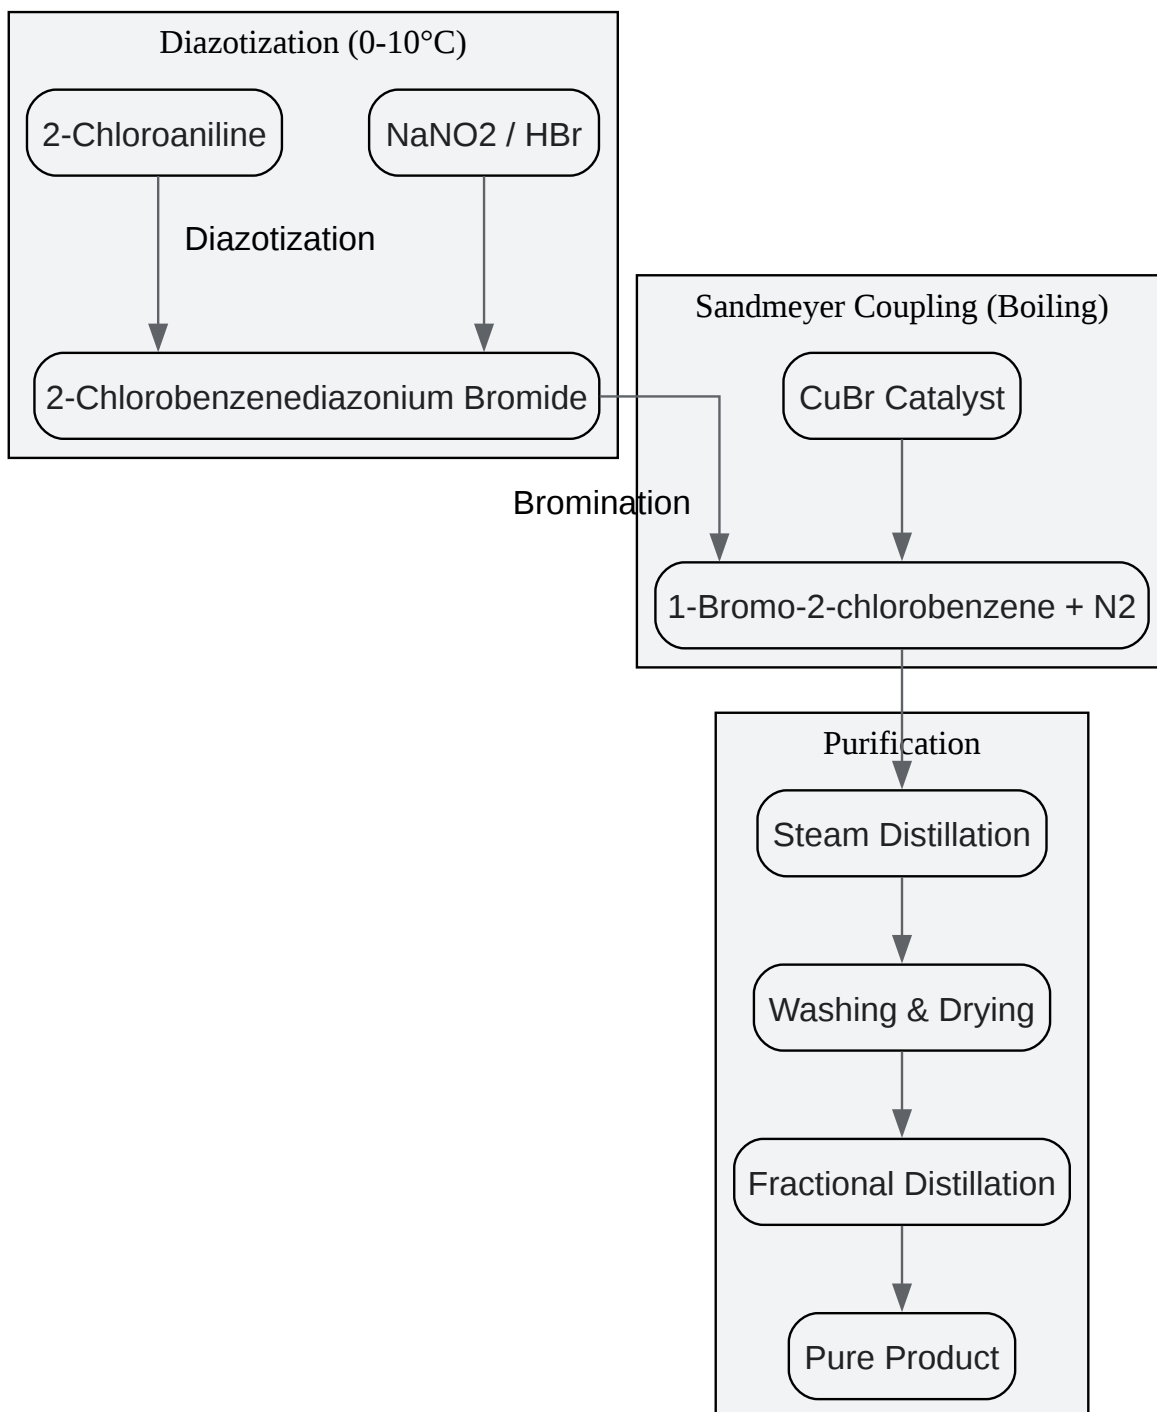 Diazotization (0-10°C)
2-Chloroaniline
NaNO2 / HBr
Diazotization
2-Chlorobenzenediazonium Bromide
Sandmeyer Coupling (Boiling)
CuBr Catalyst
Bromination
1-Bromo-2-chlorobenzene + N2
Purification
Steam Distillation
Washing & Drying
Fractional Distillation
Pure Product